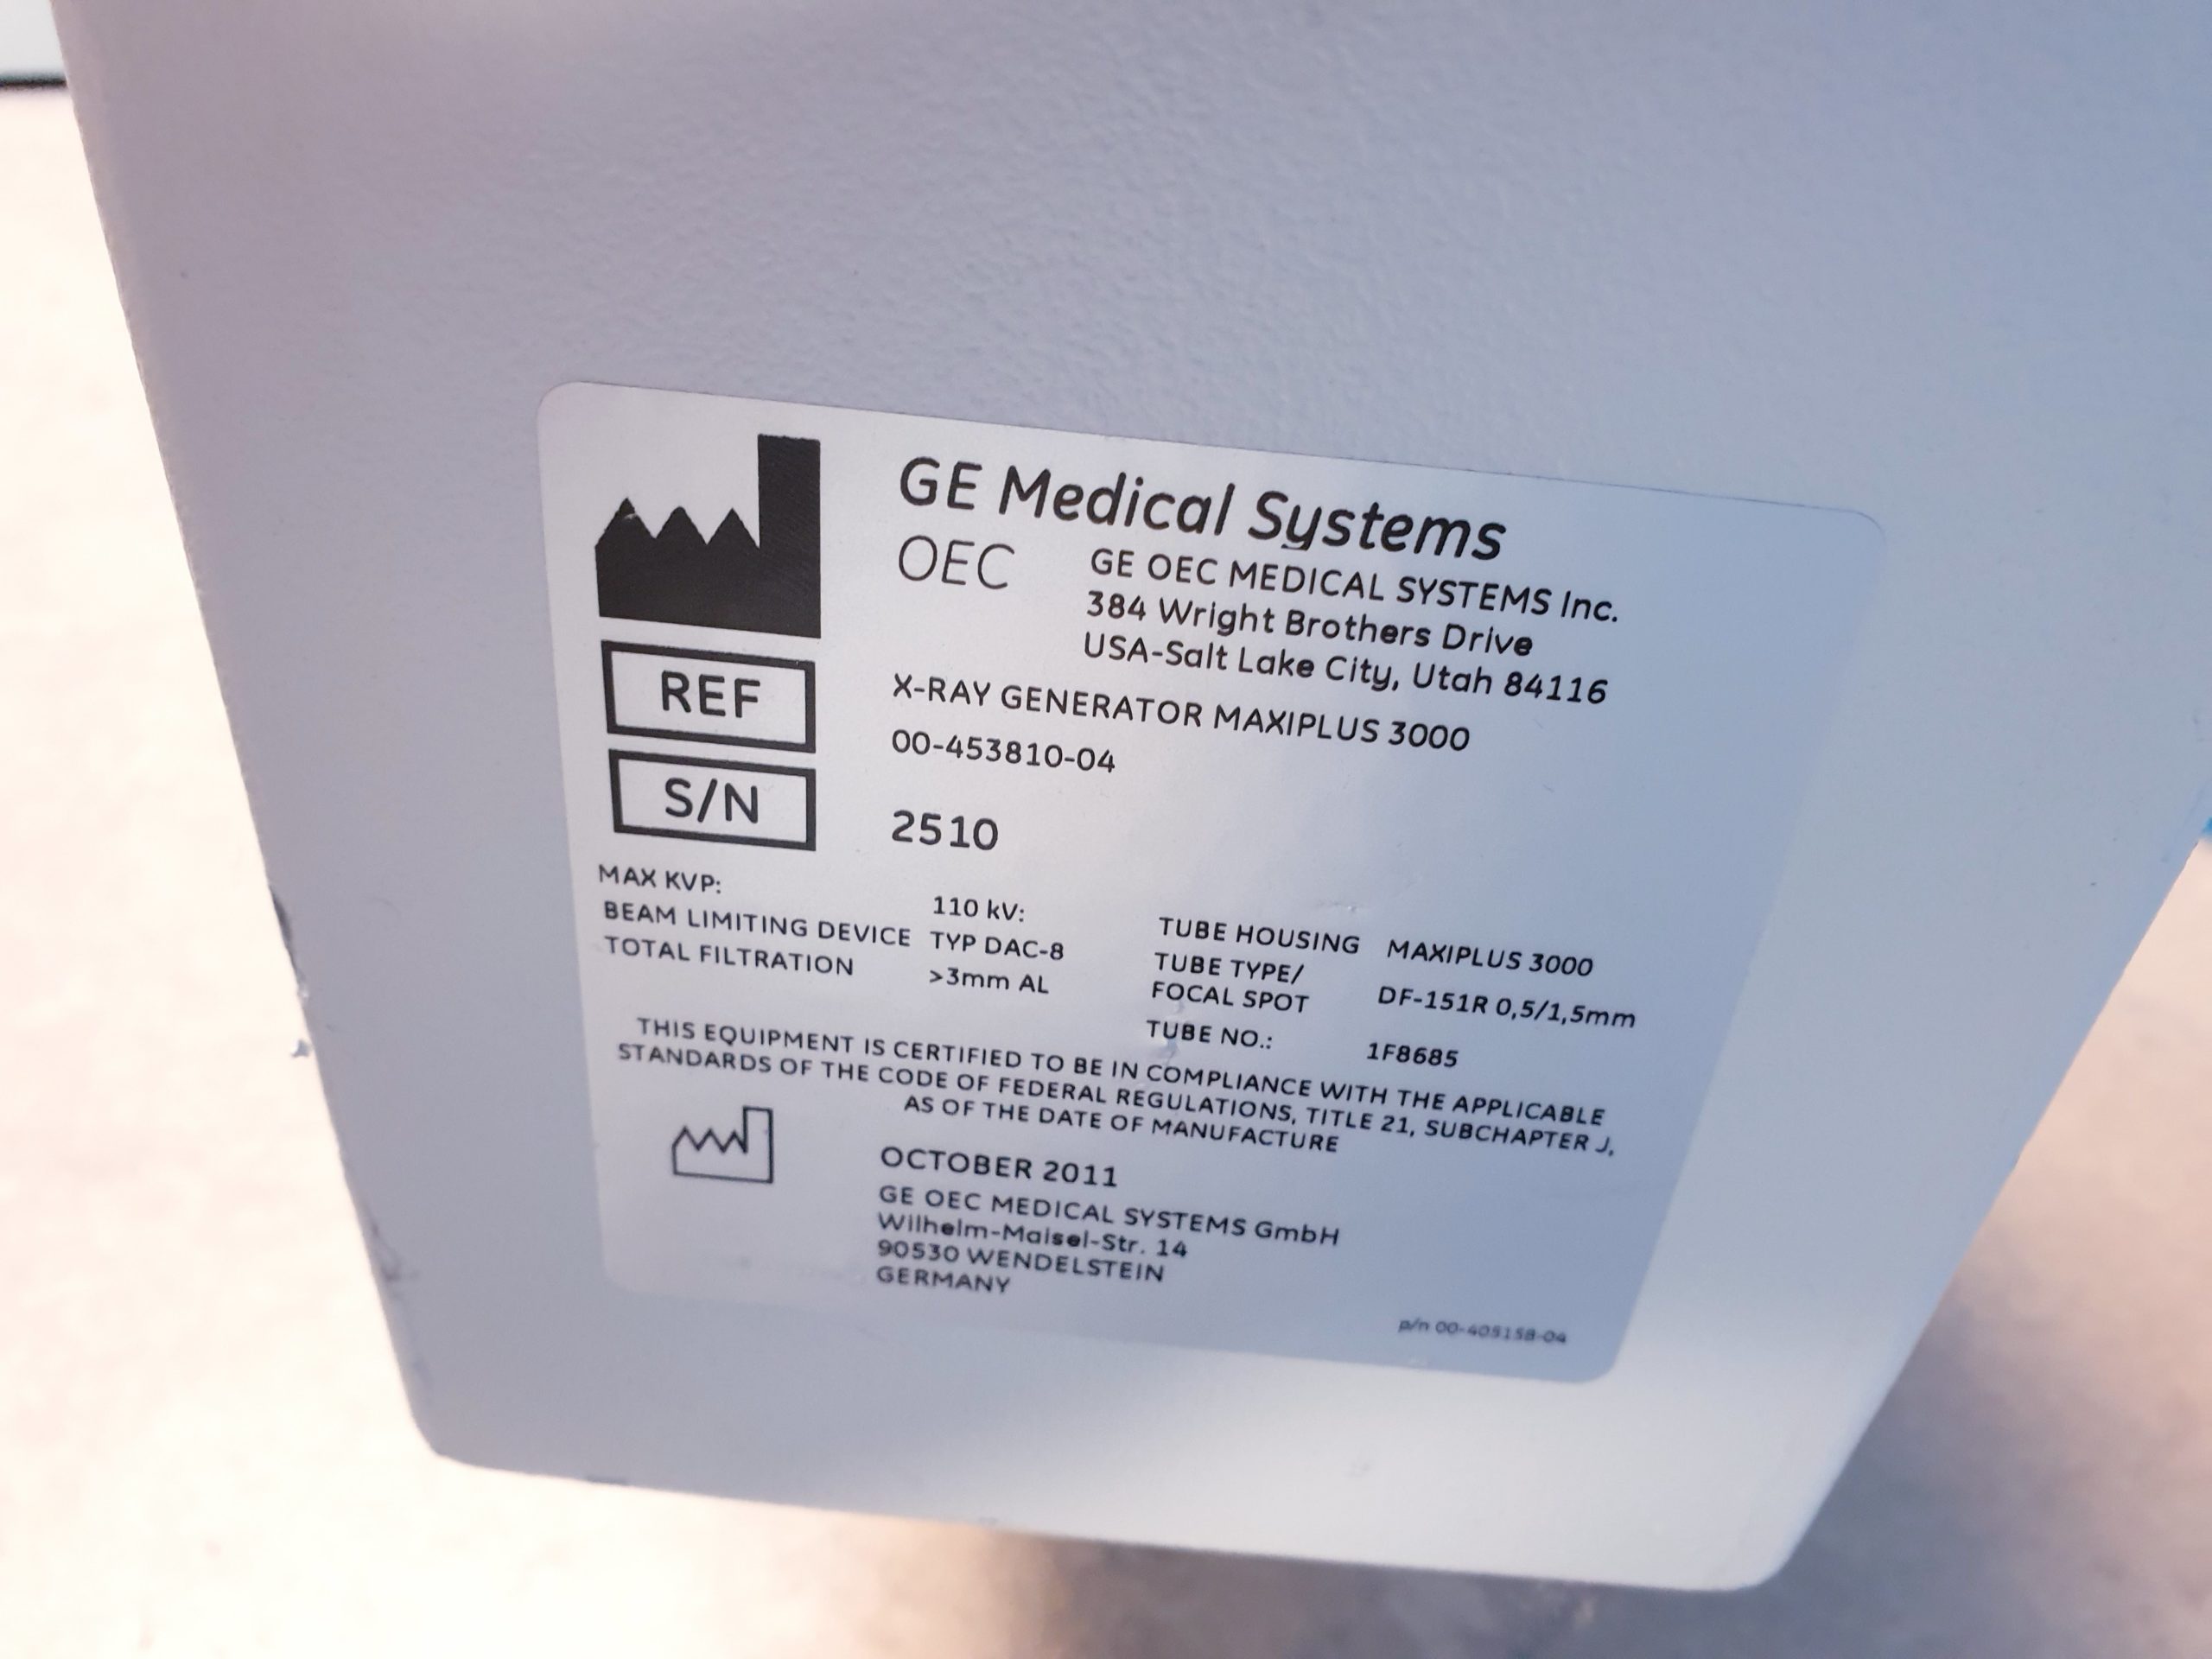 GE Medical Systems
OEC
GE OEC MEDICAL SYSTEMS Inc.
384 Wright Brothers Drive
USA-Salt Lake City, Utah 84116
X-RAY GENERATOR MAXIPLUS 3000
REF
00-453810-04
S/N
2510
MAX KVP: 110 kV:
BEAM LIMITING DEVICE TYP DAC-8
TOTAL FILTRATION >3mm AL
TUBE HOUSING MAXIPLUS 3000
TUBE TYPE/
FOCAL SPOT DF-151R 0,5/1,5mm
TUBE NO.: 1F8685
THIS EQUIPMENT IS CERTIFIED TO BE IN COMPLIANCE WITH THE APPLICABLE
STANDARDS OF THE CODE OF FEDERAL REGULATIONS, TITLE 21, SUBCHAPTER J,
AS OF THE DATE OF MANUFACTURE
OCTOBER 2011
GE OEC MEDICAL SYSTEMS GmbH
Wilhelm-Maisel-Str. 14
90530 WENDELSTEIN
GERMANY
p/n 00-405158-04